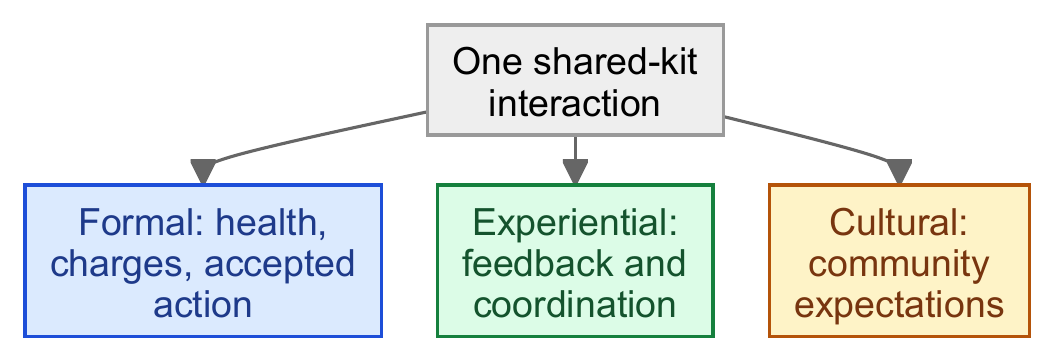 One shared-kit
interaction
Formal: health,
charges, accepted
action
Experiential:
feedback and
coordination
Cultural:
community
expectations